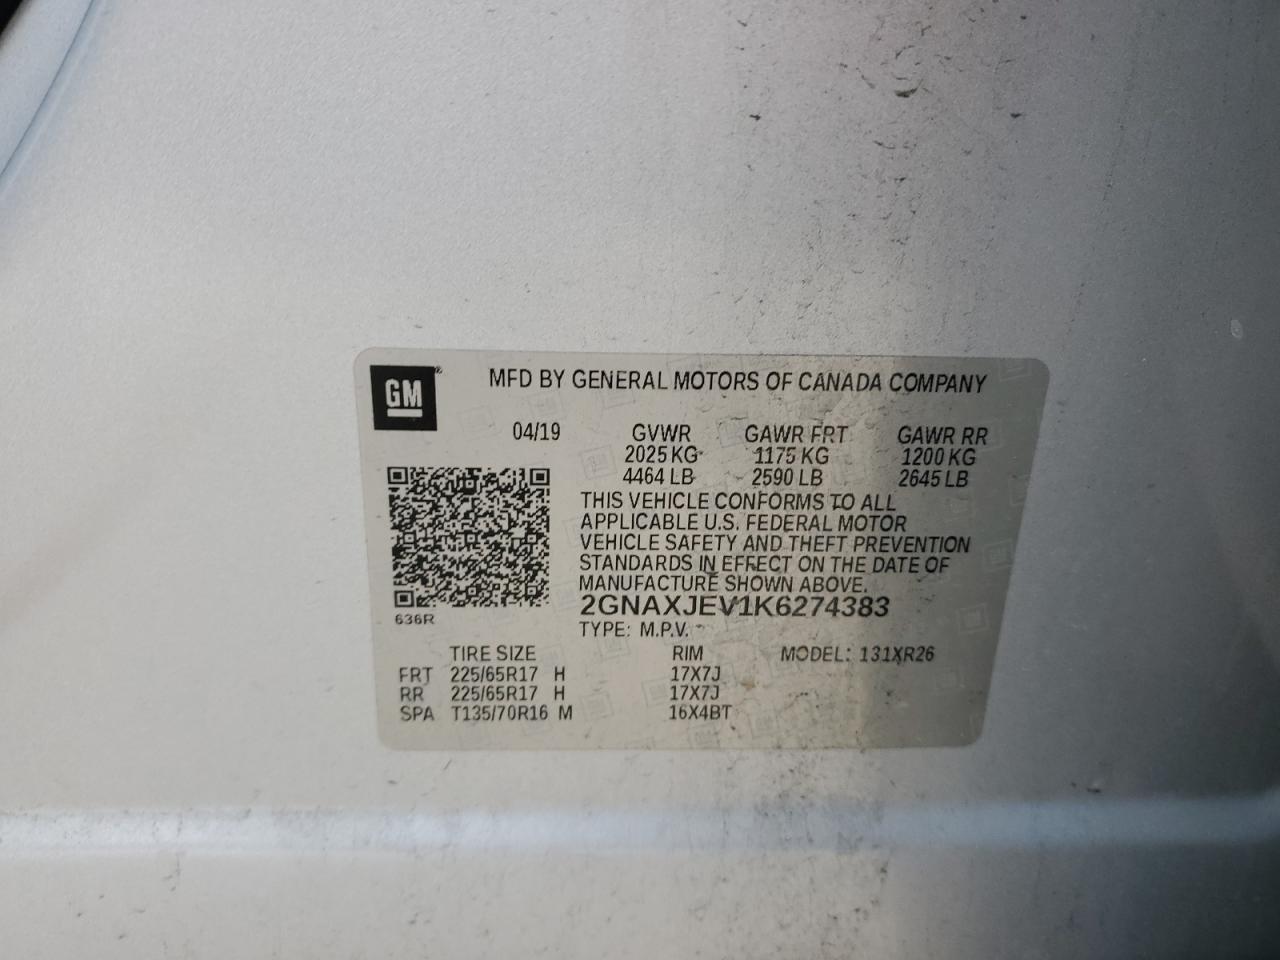 GM®
MFD BY GENERAL MOTORS OF CANADA COMPANY
04/19 GVWR GAWR FRT GAWR RR
2025 KG 1175 KG 1200 KG
4464 LB 2590 LB 2645 LB
THIS VEHICLE CONFORMS TO ALL
APPLICABLE U.S. FEDERAL MOTOR
VEHICLE SAFETY AND THEFT PREVENTION
STANDARDS IN EFFECT ON THE DATE OF
MANUFACTURE SHOWN ABOVE.
2GNAXJEV1K6274383
636R
TYPE: M.P.V.
TIRE SIZE RIM MODEL: 131XR26
FRT 225/65R17 H 17X7J
RR 225/65R17 H 17X7J
SPA T135/70R16 M 16X4BT